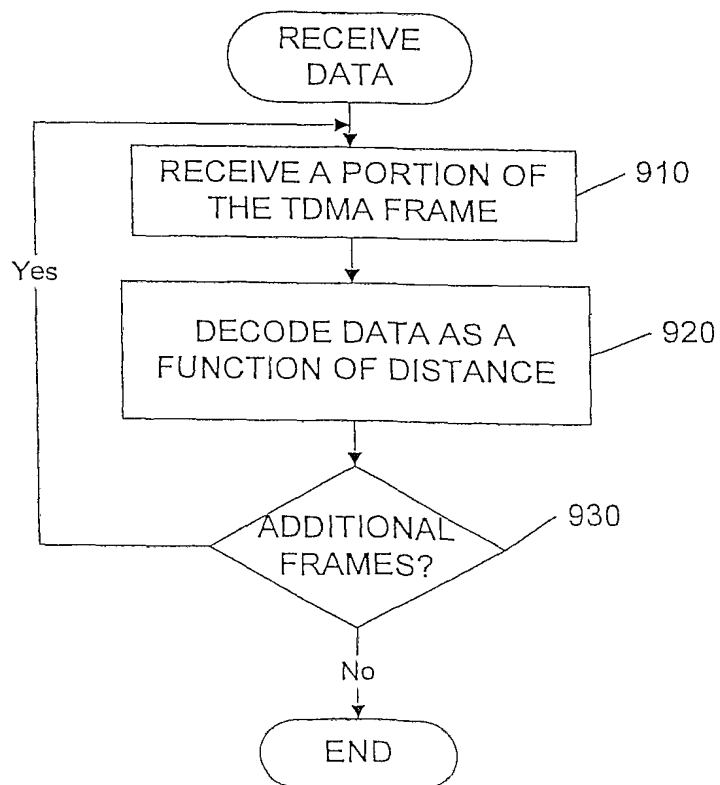 RECEIVE
DATA
RECEIVE A PORTION OF
THE TDMA FRAME
910
Yes
DECODE DATA AS A
FUNCTION OF DISTANCE
920
ADDITIONAL
FRAMES?
930
No
END